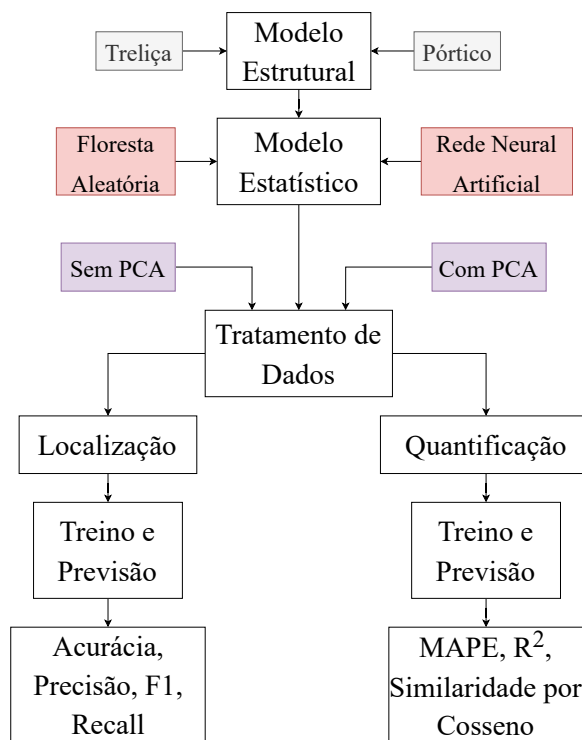 Modelo
Estrutural
Treliça
Pórtico
Floresta
Aleatória
Modelo
Estatístico
Rede Neural
Artificial
Sem PCA
Com PCA
Tratamento de
Dados
Localização
Quantificação
Treino e
Previsão
Treino e
Previsão
Acurácia,
Precisão, F1,
Recall
MAPE, R²,
Similaridade por
Cosseno